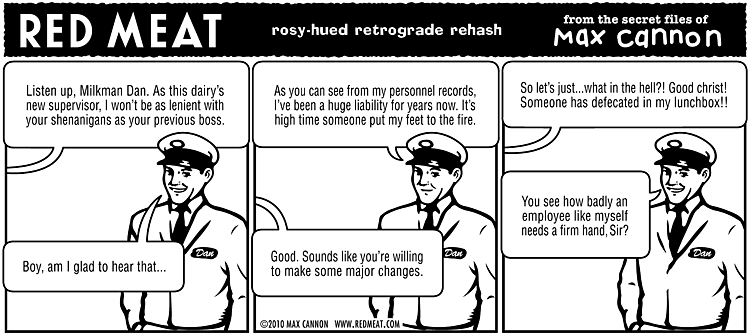 RED MEAT
rosy-hued retrograde rehash
from the secret files of
Max Cannon
Listen up, Milkman Dan. As this dairy's
new supervisor, I won't be as lenient with
your shenanigans as your previous boss.
Boy, am I glad to hear that...
Dan
As you can see from my personnel records,
I've been a huge liability for years now. It's
high time someone put my feet to the fire.
Good. Sounds like you're willing
to make some major changes.
Dan
©2010 MAX CANNON WWW.REDMEAT.COM
So let's just...what in the hell?! Good christ!
Someone has defecated in my lunchbox!!
You see how badly an
employee like myself
needs a firm hand, Sir?
Dan